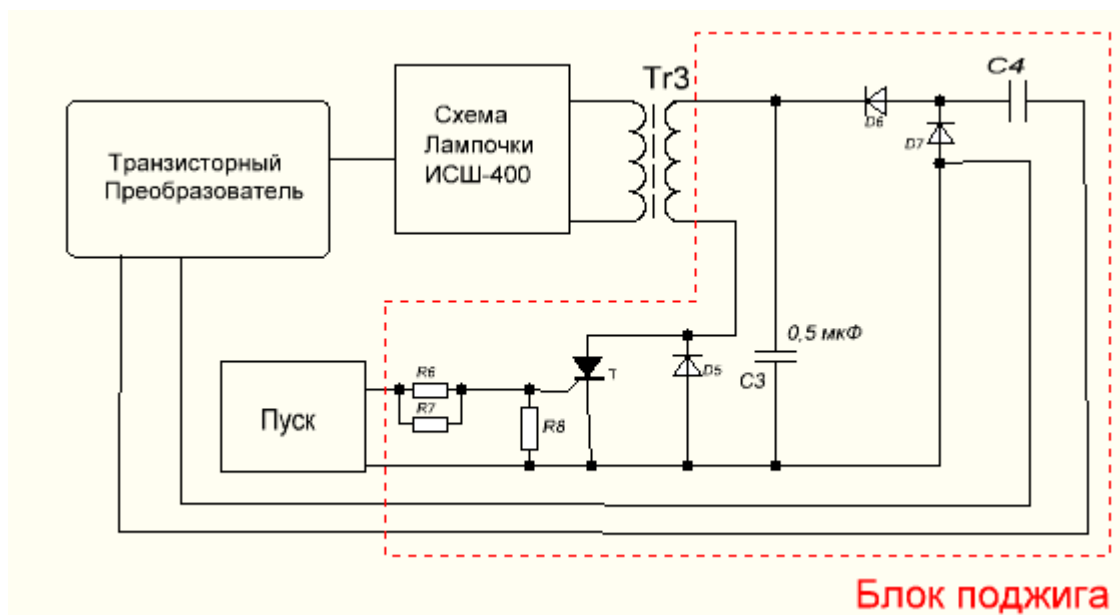 Tr3
C4
D6
D7
Транзисторный
Преобразователь
Схема
Лампочки
ИСШ-400
0,5 мкФ
C3
D5
T
R6
R7
R8
Пуск
Блок поджига